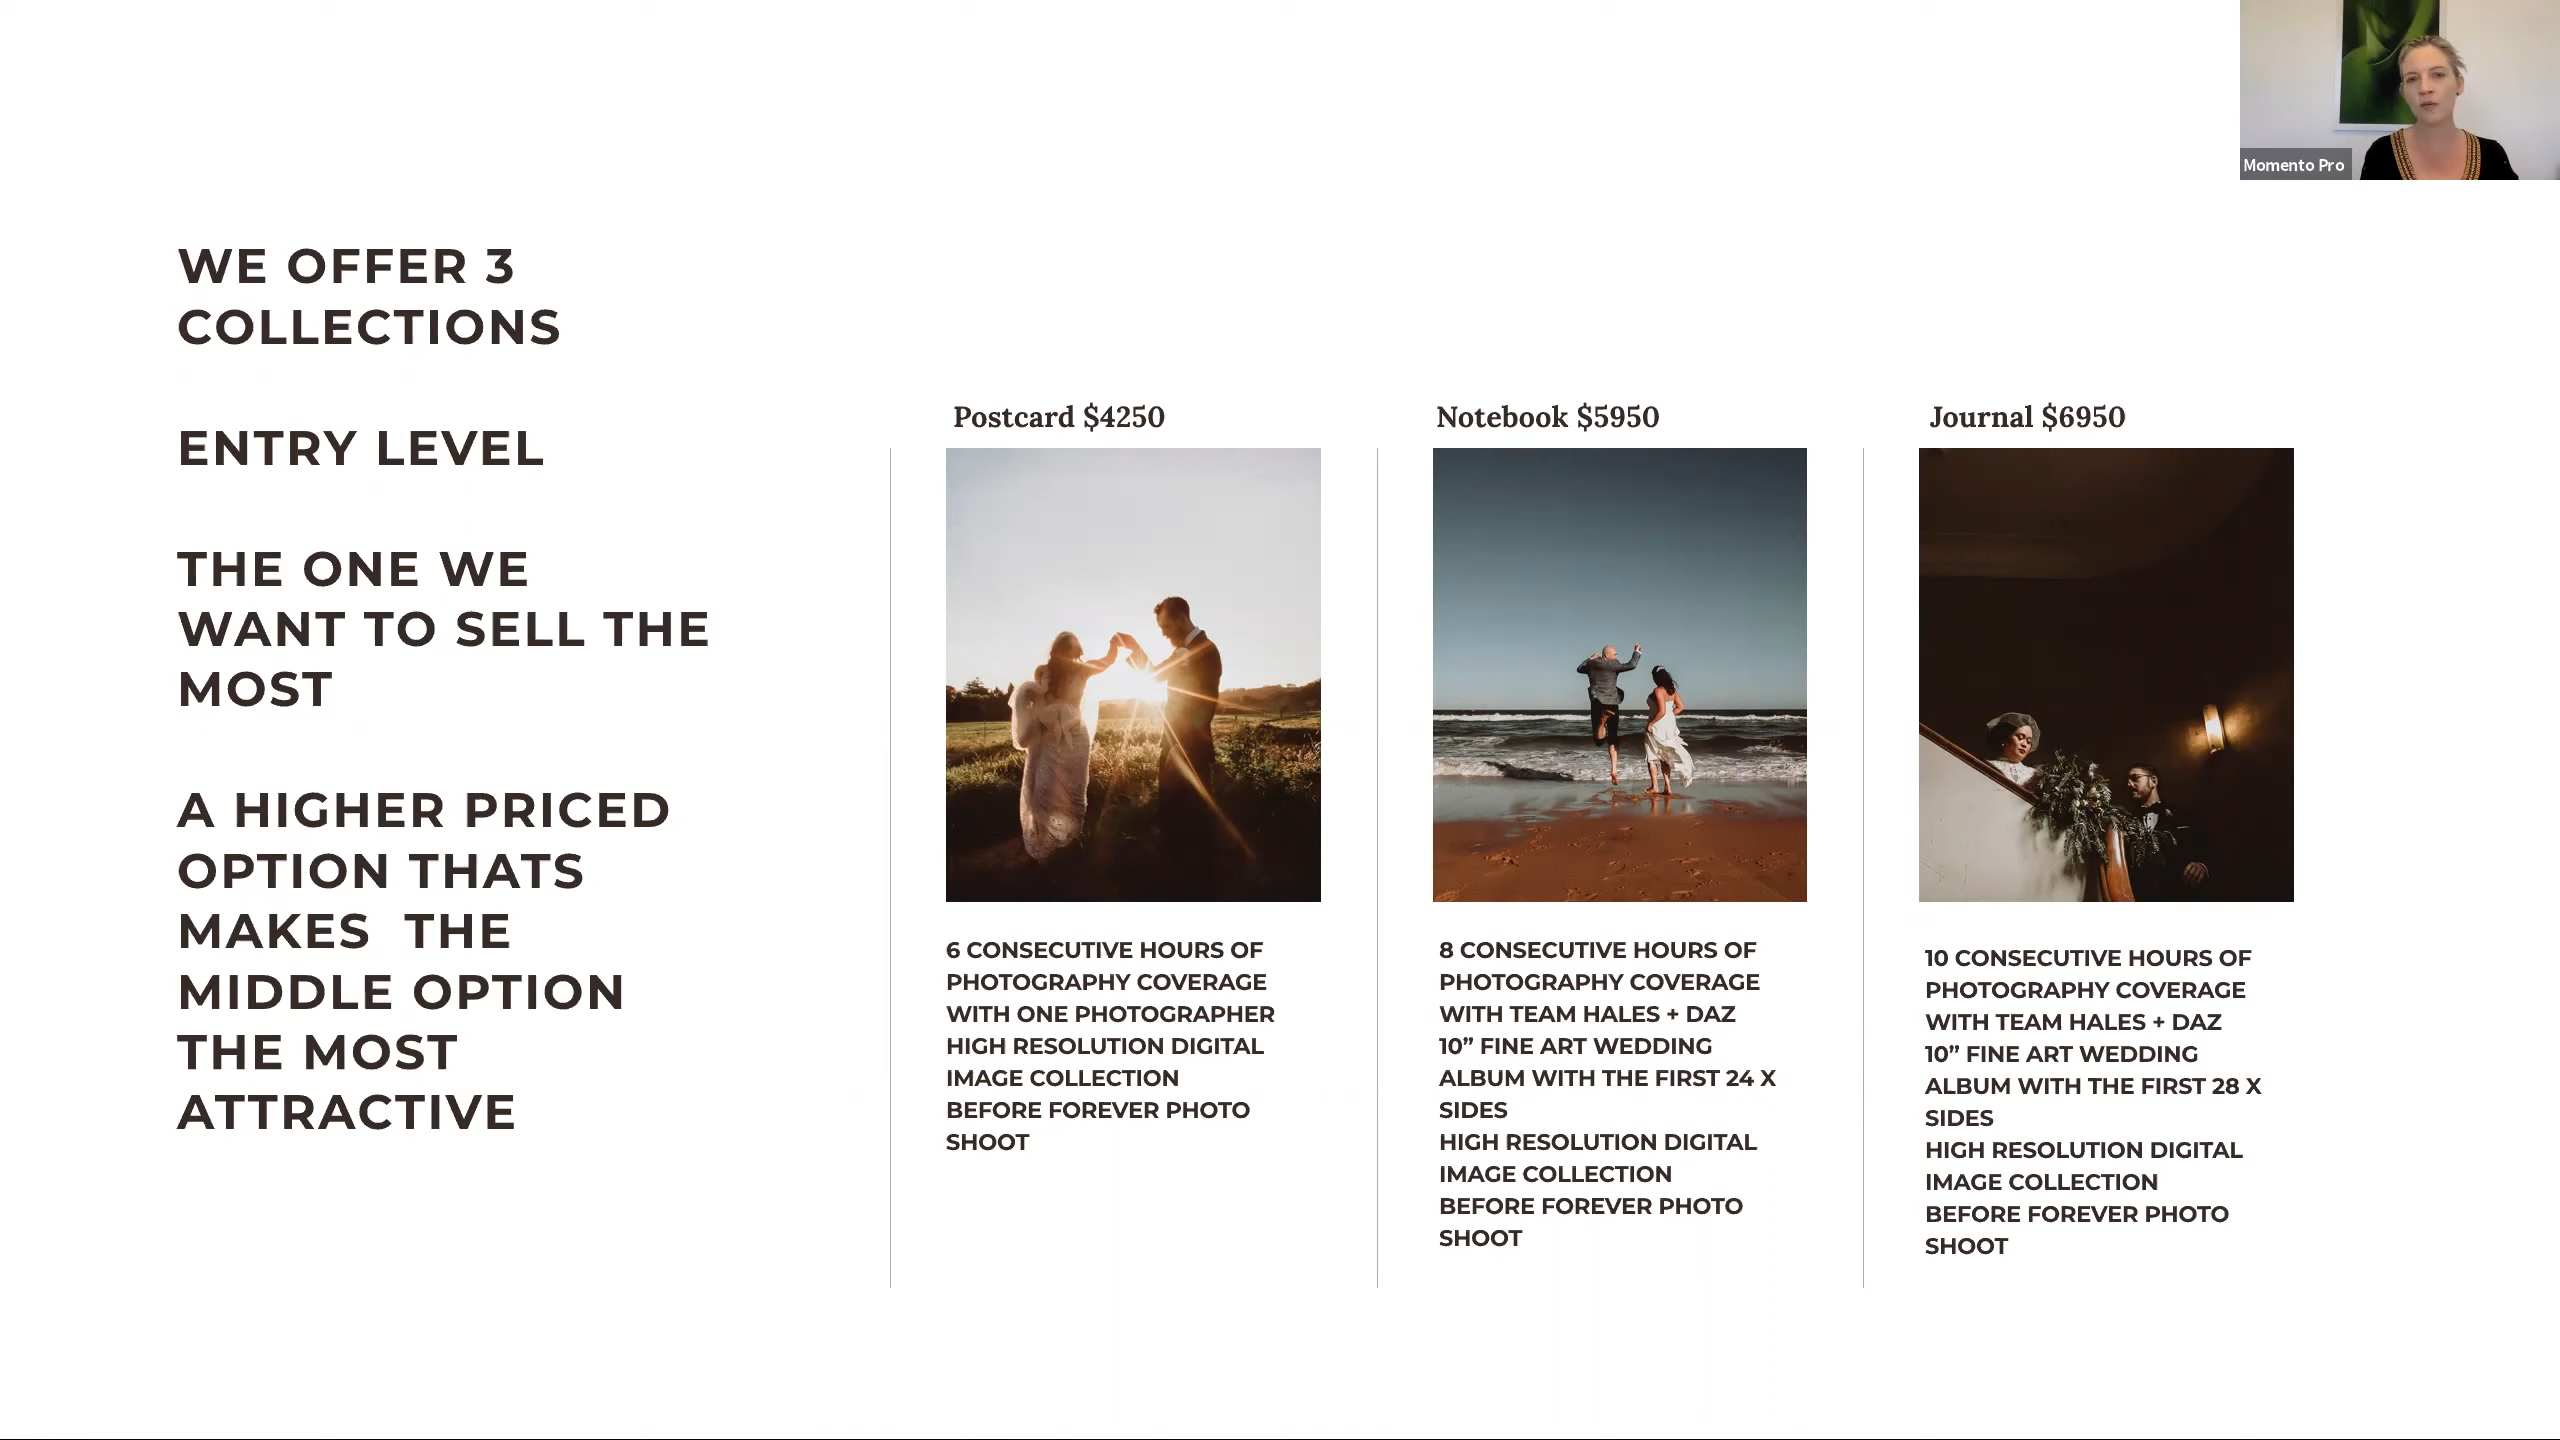 Momento Pro
WE OFFER 3
COLLECTIONS
ENTRY LEVEL
THE ONE WE
WANT TO SELL THE
MOST
A HIGHER PRICED
OPTION THATS
MAKES  THE
MIDDLE OPTION
THE MOST
ATTRACTIVE
Postcard $4250
6 CONSECUTIVE HOURS OF
PHOTOGRAPHY COVERAGE
WITH ONE PHOTOGRAPHER
HIGH RESOLUTION DIGITAL
IMAGE COLLECTION
BEFORE FOREVER PHOTO
SHOOT
Notebook $5950
8 CONSECUTIVE HOURS OF
PHOTOGRAPHY COVERAGE
WITH TEAM HALES + DAZ
10” FINE ART WEDDING
ALBUM WITH THE FIRST 24 X
SIDES
HIGH RESOLUTION DIGITAL
IMAGE COLLECTION
BEFORE FOREVER PHOTO
SHOOT
Journal $6950
10 CONSECUTIVE HOURS OF
PHOTOGRAPHY COVERAGE
WITH TEAM HALES + DAZ
10” FINE ART WEDDING
ALBUM WITH THE FIRST 28 X
SIDES
HIGH RESOLUTION DIGITAL
IMAGE COLLECTION
BEFORE FOREVER PHOTO
SHOOT